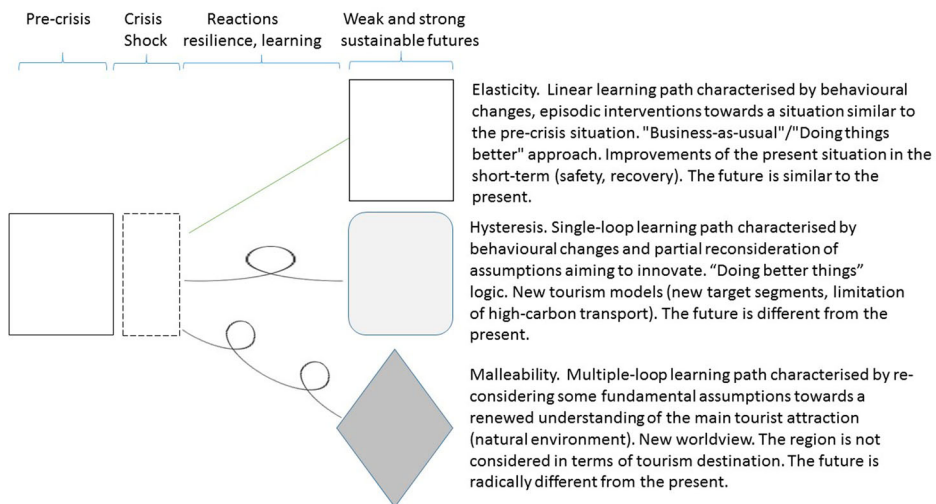 Pre-crisis
Crisis
Shock
Reactions
resilience, learning
Weak and strong
sustainable futures
Elasticity. Linear learning path characterised by behavioural
changes, episodic interventions towards a situation similar to
the pre-crisis situation. "Business-as-usual"/"Doing things
better" approach. Improvements of the present situation in the
short-term (safety, recovery). The future is similar to the
present.
Hysteresis. Single-loop learning path characterised by
behavioural changes and partial reconsideration of
assumptions aiming to innovate. “Doing better things”
logic. New tourism models (new target segments, limitation
of high-carbon transport). The future is different from the
present.
Malleability. Multiple-loop learning path characterised by re-
considering some fundamental assumptions towards a
renewed understanding of the main tourist attraction
(natural environment). New worldview. The region is not
considered in terms of tourism destination. The future is
radically different from the present.